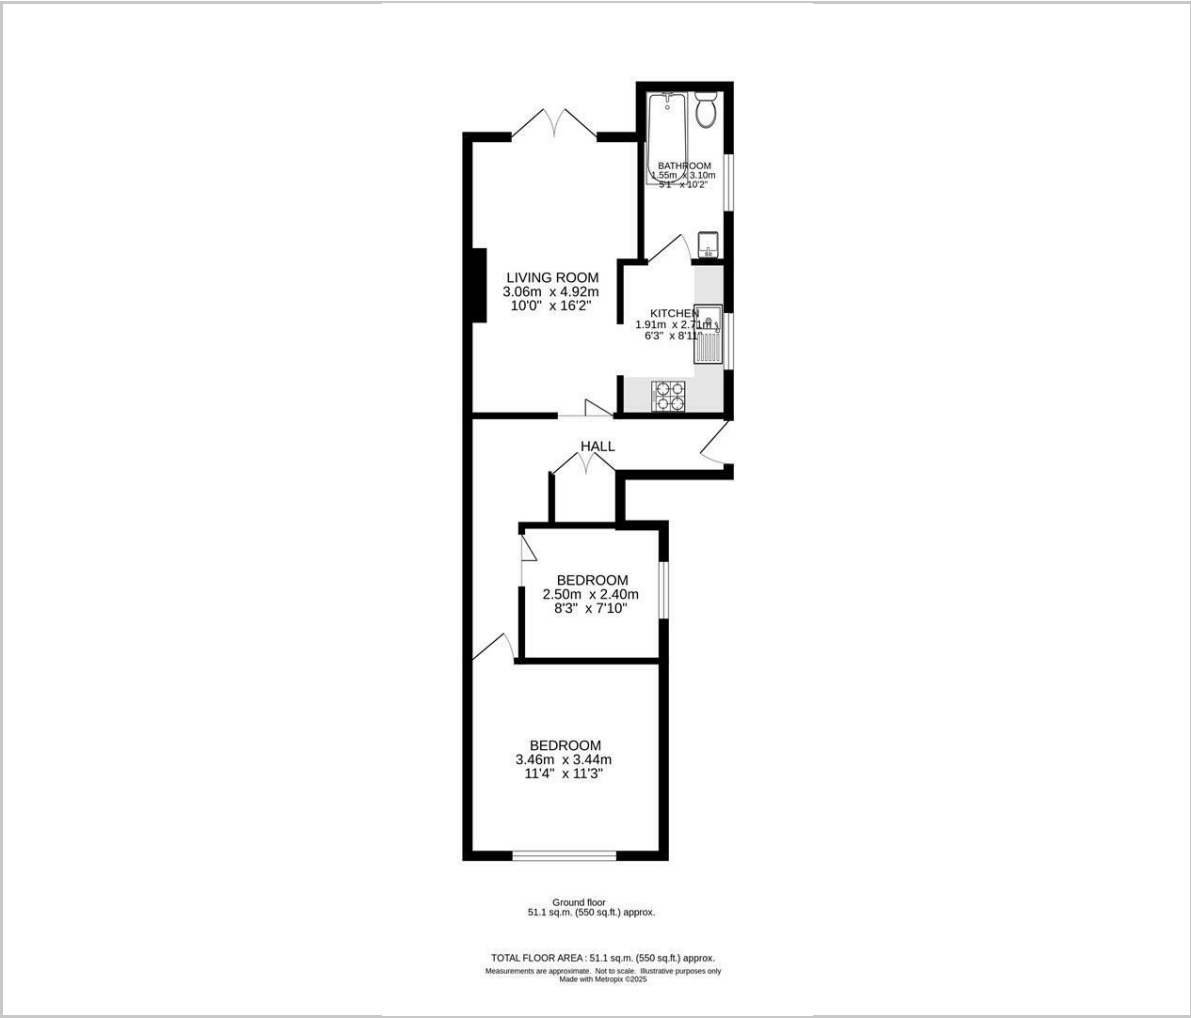 BATHROOM
1.55m x 3.10m
5'1" x 10'2"
LIVING ROOM
3.06m x 4.92m
10'0" x 16'2"
KITCHEN
1.91m x 2.71m
6'3" x 8'11"
HALL
BEDROOM
2.50m x 2.40m
8'3" x 7'10"
BEDROOM
3.46m x 3.44m
11'4" x 11'3"
Ground floor
51.1 sq.m. (550 sq.ft.) approx.
TOTAL FLOOR AREA : 51.1 sq.m. (550 sq.ft.) approx.
Measurements are approximate. Not to scale. Illustrative purposes only
Made with Metropix ©2025